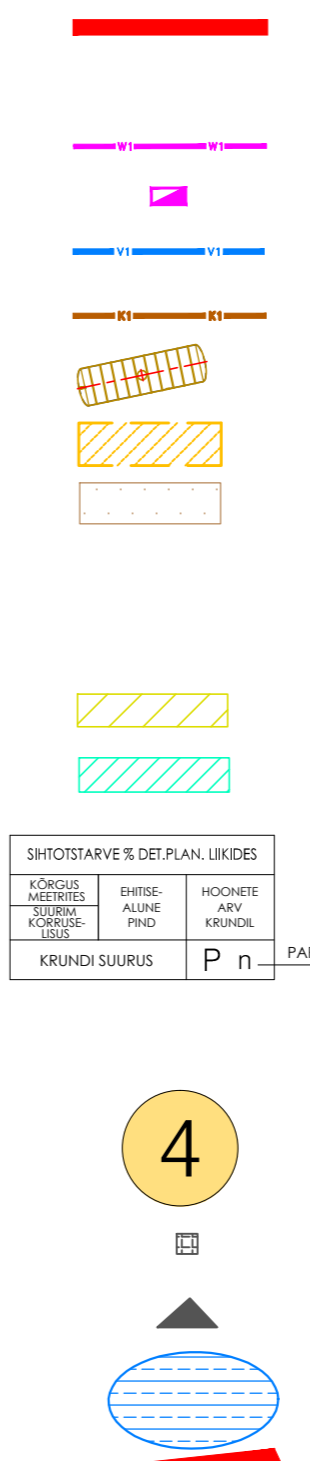 W1 W1
V1 V1
K1 K1
SIHTOTSTARVE % DET.PLAN. LIIKIDES
KÕRGUS
MEETRITES
SUURIM
KORRUSE-
LISUS
EHITISE-
ALUNE
PIND
HOONETE
ARV
KRUNDIL
KRUNDI SUURUS
P n
4